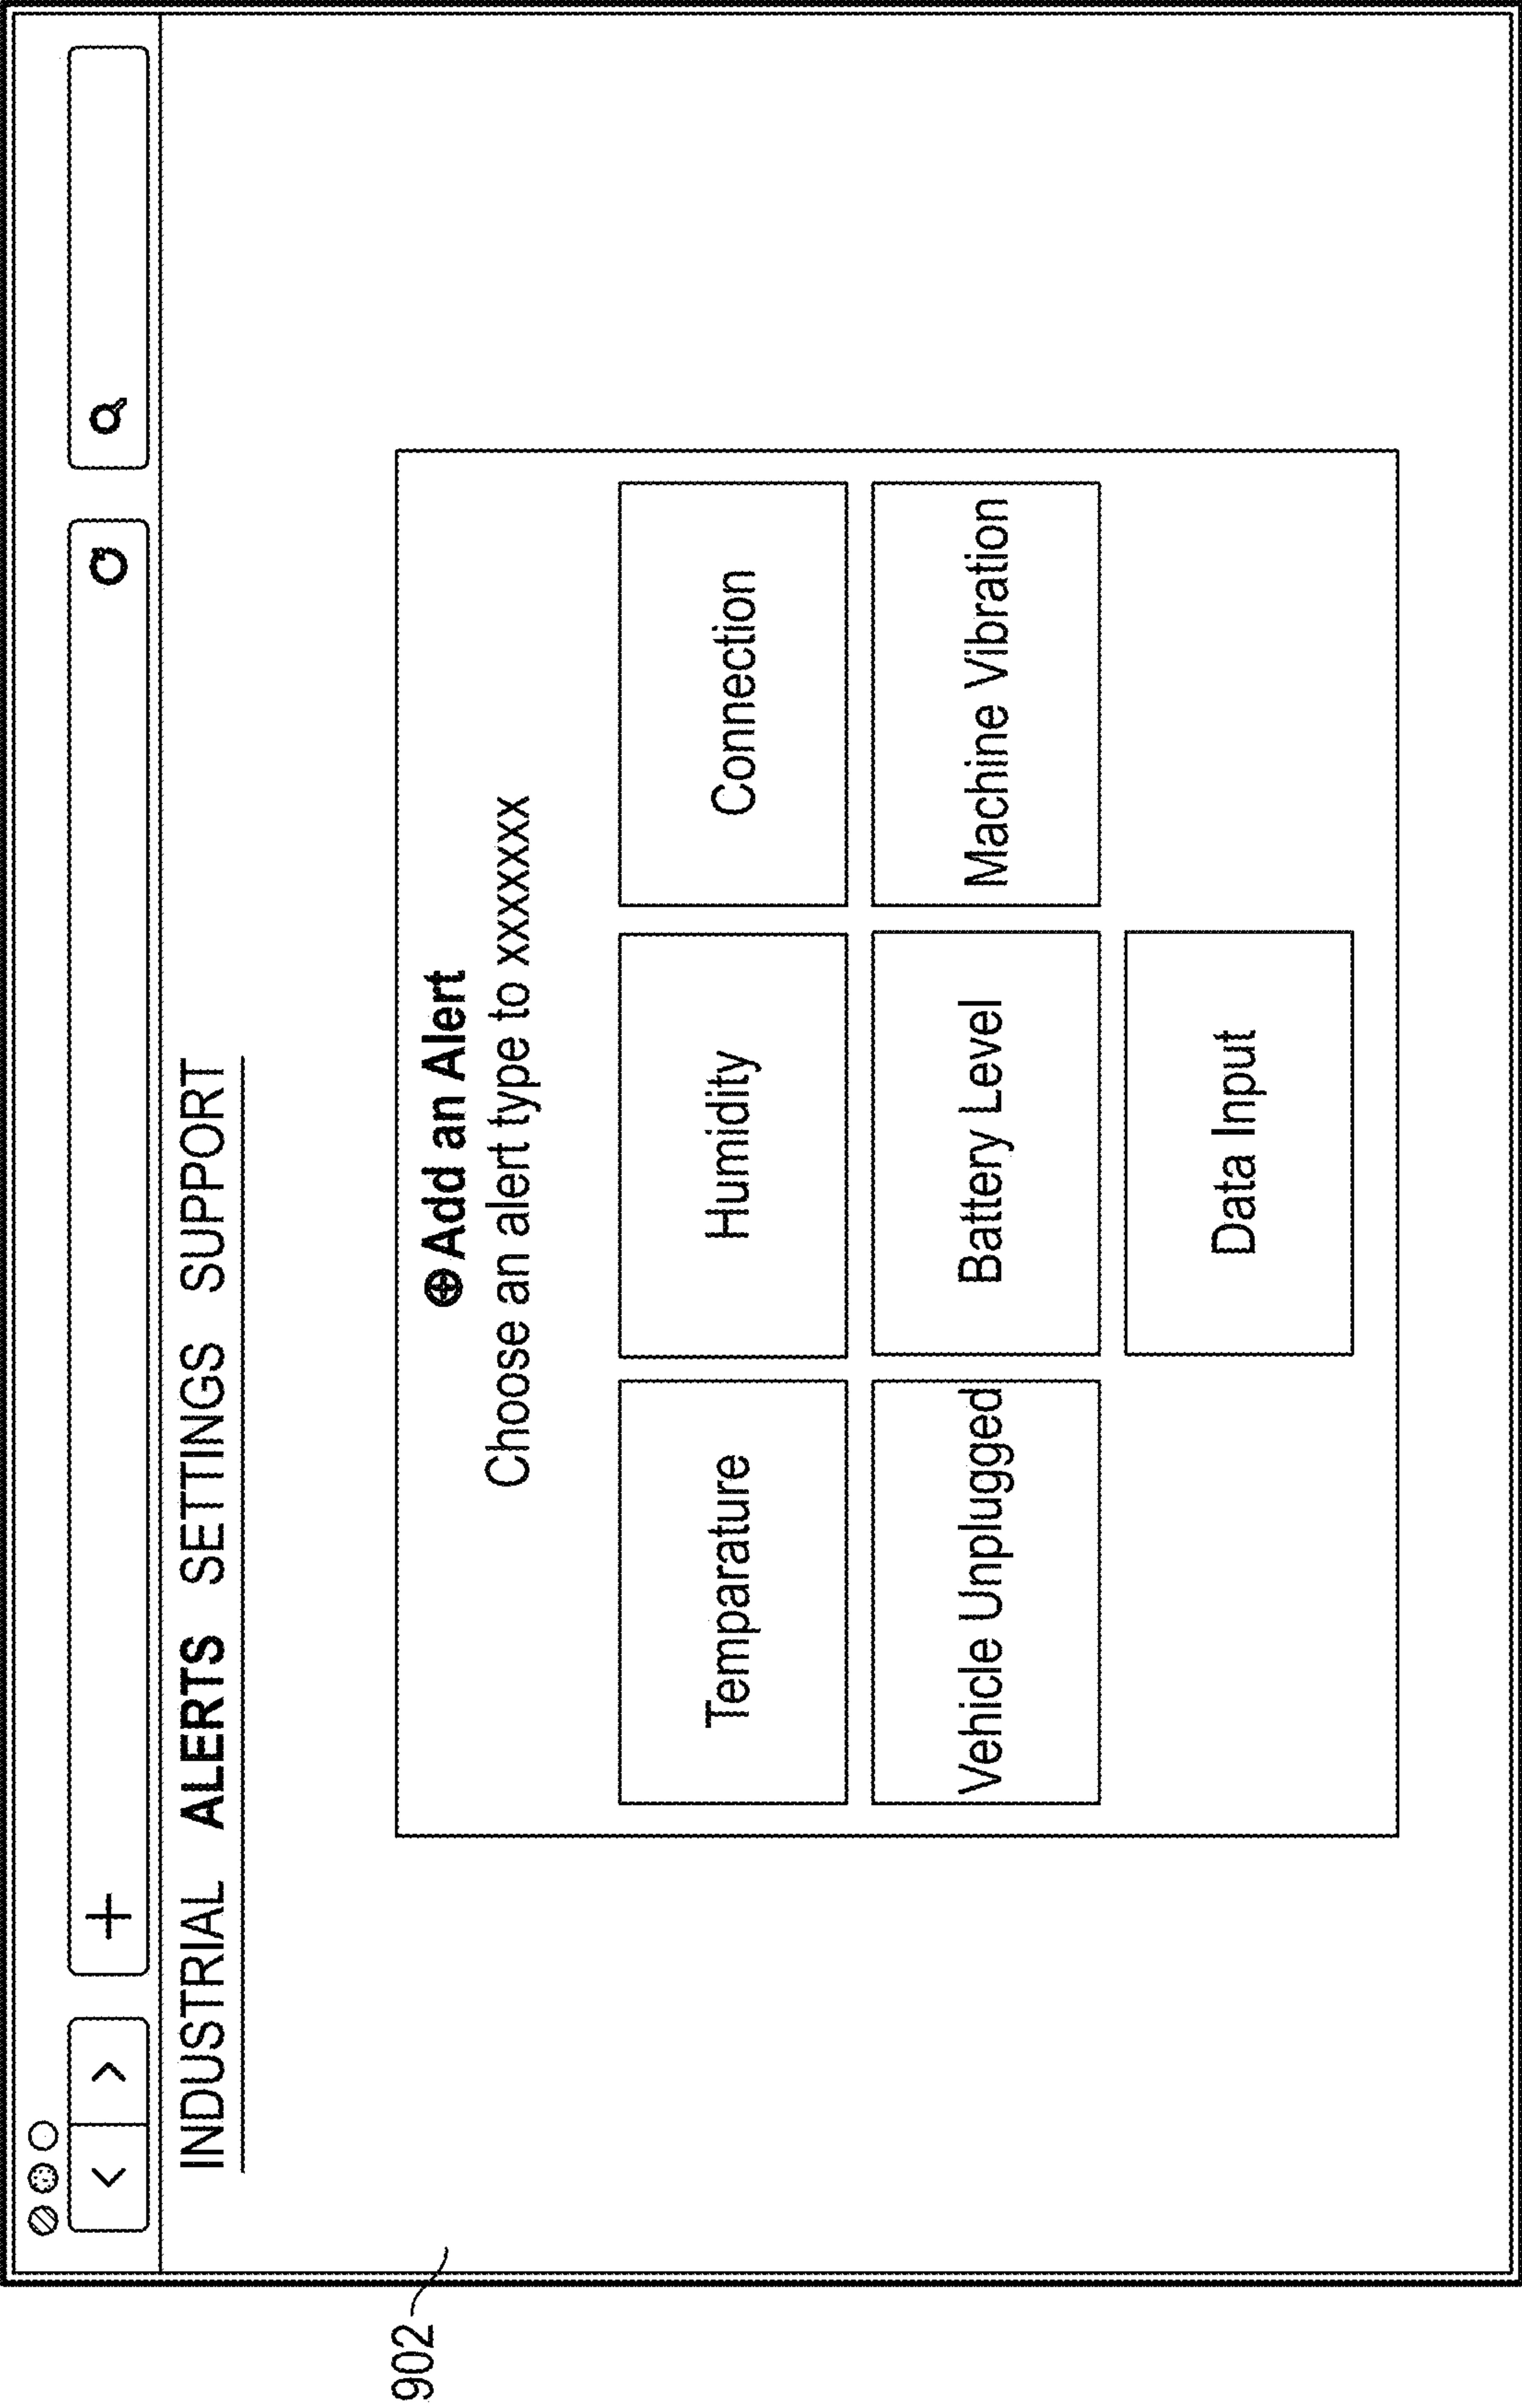 INDUSTRIAL ALERTS SETTINGS SUPPORT
Add an Alert
Choose an alert type to xxxxxx
Temparature
Humidity
Connection
Vehicle Unplugged
Battery Level
Machine Vibration
Data Input
902